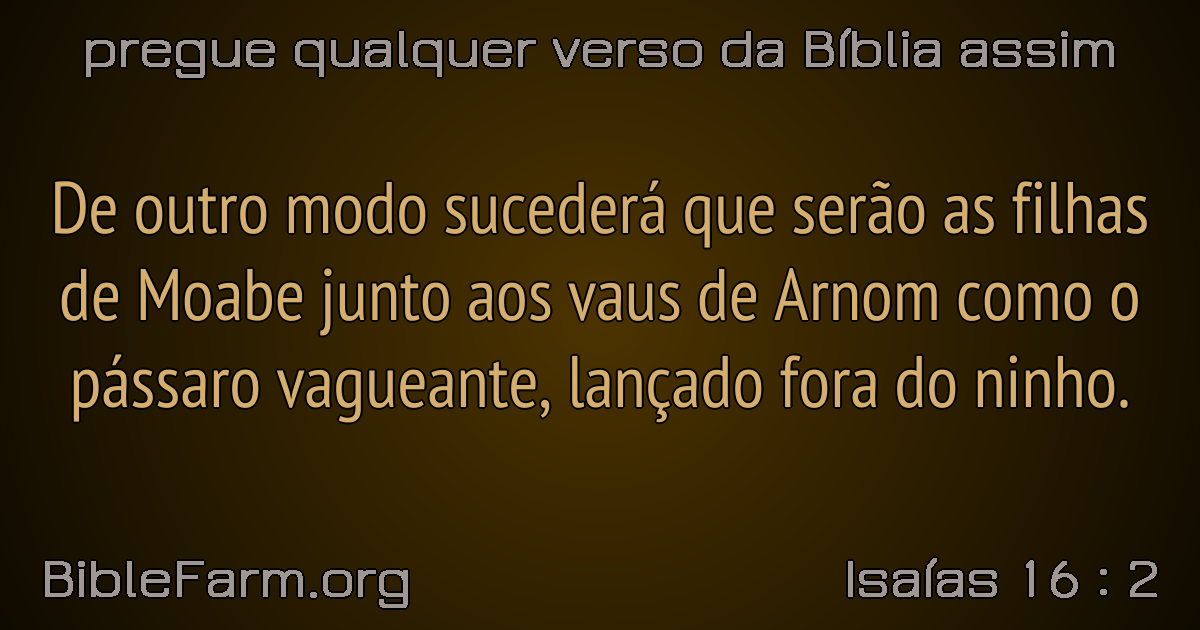 pregue qualquer verso da Bíblia assim
De outro modo sucederá que serão as filhas
de Moabe junto aos vaus de Arnom como o
pássaro vagueante, lançado fora do ninho.
BibleFarm.org
Isaías 16 : 2